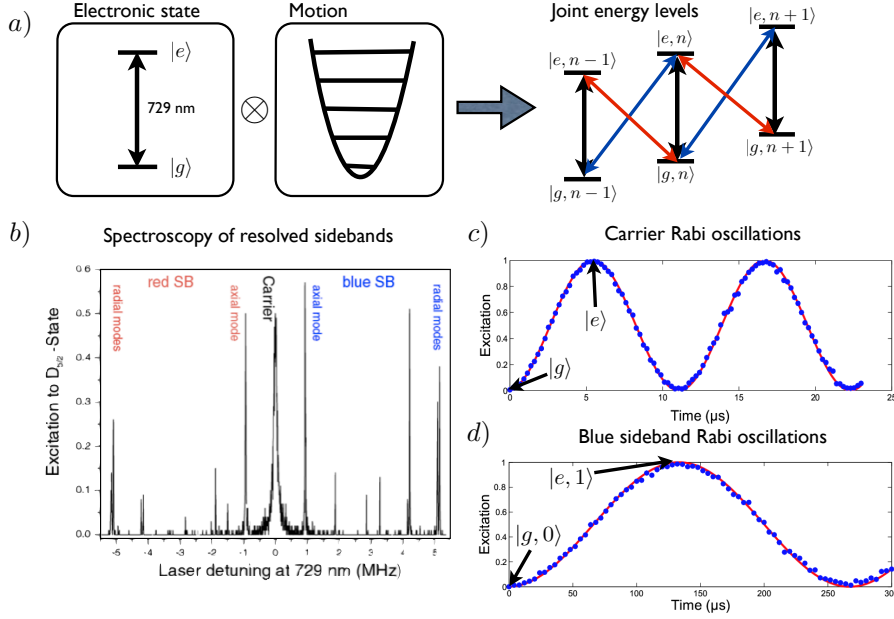 a)
Electronic state
Motion
Joint energy levels
|e⟩
729 nm
|g⟩
⊗
|e, n − 1⟩
|e, n⟩
|e, n + 1⟩
|g, n − 1⟩
|g, n⟩
|g, n + 1⟩
b)
Spectroscopy of resolved sidebands
Excitation to D5/2 -State
0.6
0.5
0.4
0.3
0.2
0.1
0.0
radial modes
red SB
axial mode
Carrier
axial mode
blue SB
radial modes
-5 -4 -3 -2 -1 0 1 2 3 4 5
Laser detuning at 729 nm (MHz)
c)
Carrier Rabi oscillations
Excitation
1
0.8
0.6
0.4
0.2
0
|e⟩
|g⟩
0 5 10 15 20 25
Time (µs)
d)
Blue sideband Rabi oscillations
Excitation
1
0.8
0.6
0.4
0.2
0
|e, 1⟩
|g, 0⟩
0 50 100 150 200 250 300
Time (µs)